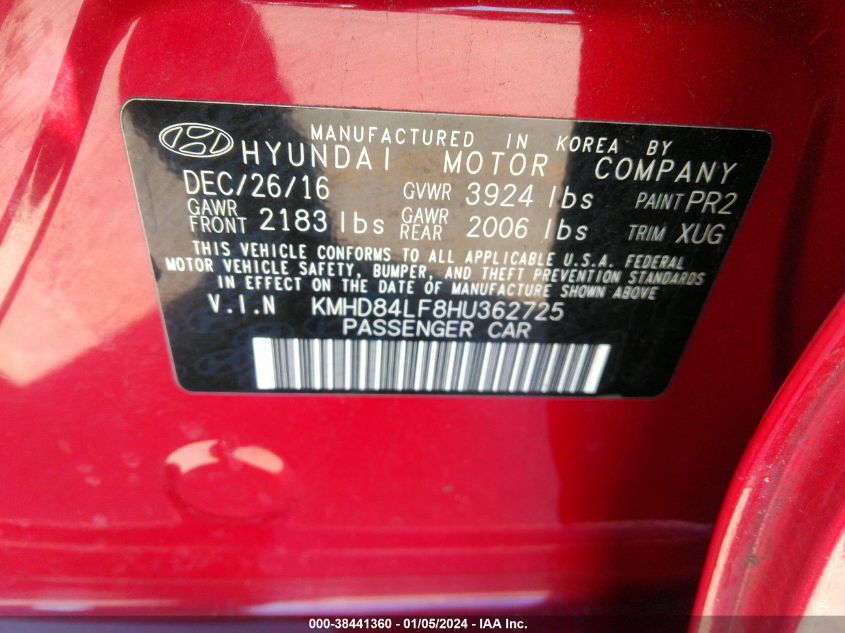 MANUFACTURED IN KOREA BY
HYUNDAI MOTOR COMPANY
DEC/26/16 GVWR 3924 lbs PAINT PR2
GAWR FRONT 2183 lbs GAWR REAR 2006 lbs TRIM XUG
THIS VEHICLE CONFORMS TO ALL APPLICABLE U.S.A. FEDERAL
MOTOR VEHICLE SAFETY, BUMPER, AND THEFT PREVENTION STANDARDS
IN EFFECT ON THE DATE OF MANUFACTURE SHOWN ABOVE
V.I.N KMHD84LF8HU362725
PASSENGER CAR
000-38441360 - 01/05/2024 - IAA Inc.